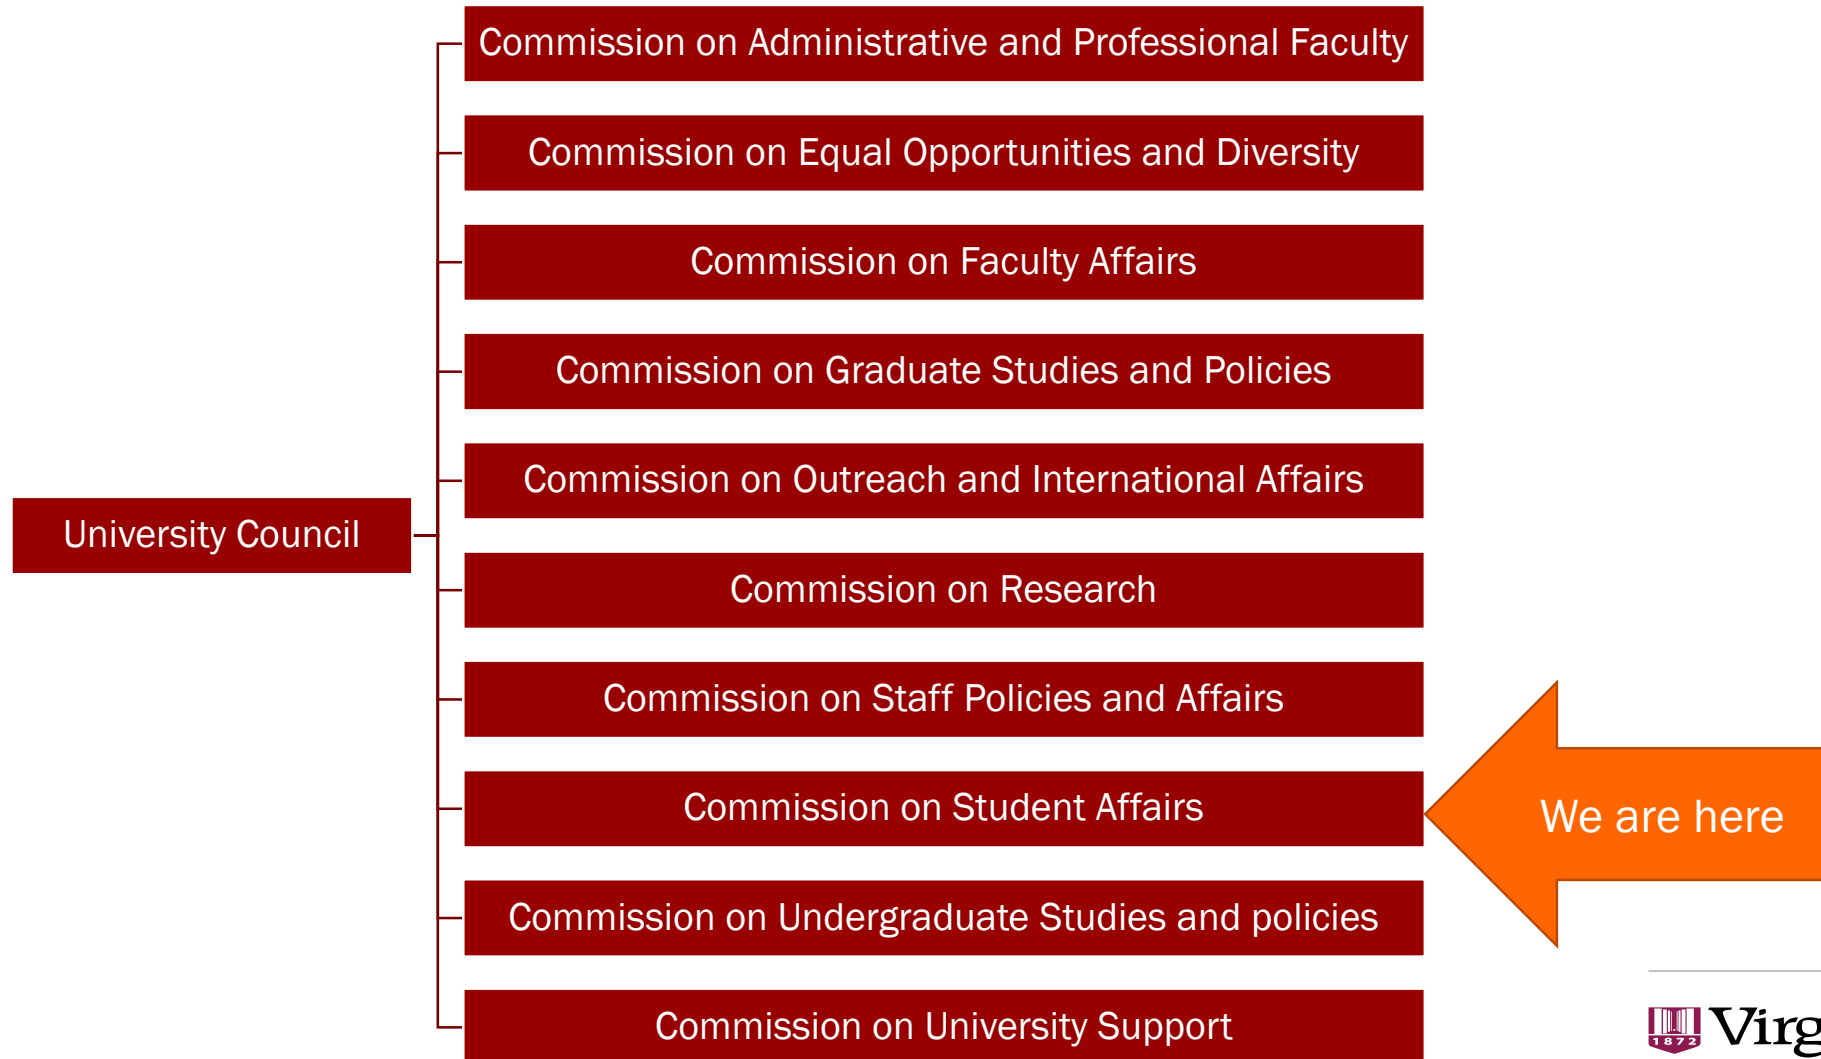 Commission on Administrative and Professional Faculty
Commission on Equal Opportunities and Diversity
Commission on Faculty Affairs
Commission on Graduate Studies and Policies
Commission on Outreach and International Affairs
University Council
Commission on Research
Commission on Staff Policies and Affairs
Commission on Student Affairs
We are here
Commission on Undergraduate Studies and policies
Commission on University Support
1872
Virg